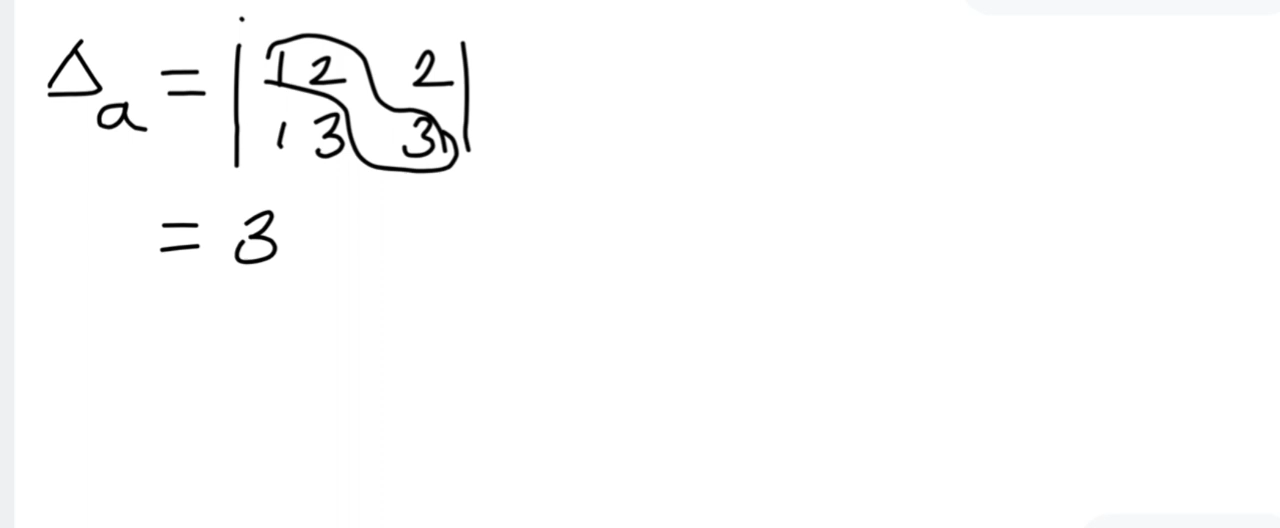 Δₐ = | 12 2 |
| 13 3 |
= 3